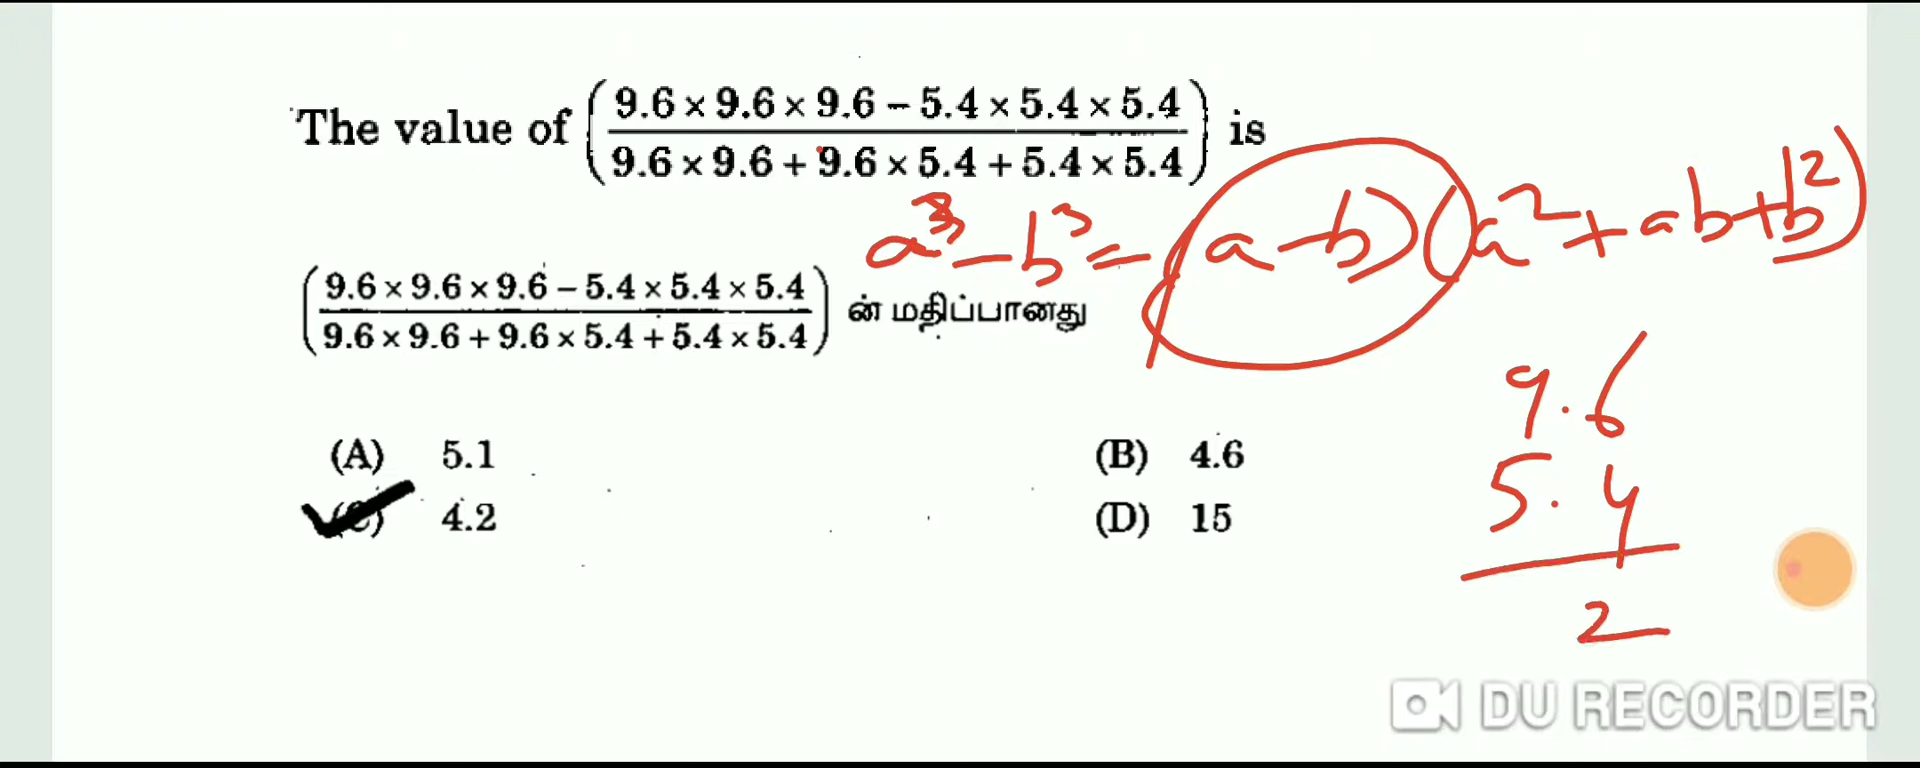 The value of (9.6 × 9.6 × 9.6 − 5.4 × 5.4 × 5.4 / 9.6 × 9.6 + 9.6 × 5.4 + 5.4 × 5.4) is
a³ − b³ = (a − b) (a² + ab + b²)
(9.6 × 9.6 × 9.6 − 5.4 × 5.4 × 5.4 / 9.6 × 9.6 + 9.6 × 5.4 + 5.4 × 5.4) ன் மதிப்பானது
9.6
5.4
2
(A) 5.1 (B) 4.6
(C) 4.2 (D) 15
DU RECORDER